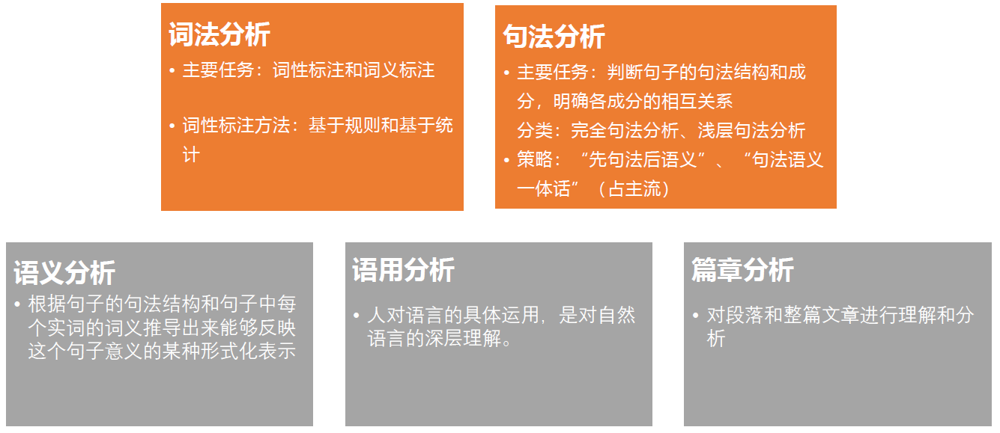 词法分析
• 主要任务：词性标注和词义标注
• 词性标注方法：基于规则和基于统
计
句法分析
• 主要任务：判断句子的句法结构和成
分，明确各成分的相互关系
分类：完全句法分析、浅层句法分析
• 策略：“先句法后语义”、“句法语义
一体话”（占主流）
语义分析
• 根据句子的句法结构和句子中每
个实词的词义推导出来能够反映
这个句子意义的某种形式化表示
语用分析
• 人对语言的具体运用，是对自然
语言的深层理解。
篇章分析
• 对段落和整篇文章进行理解和分
析